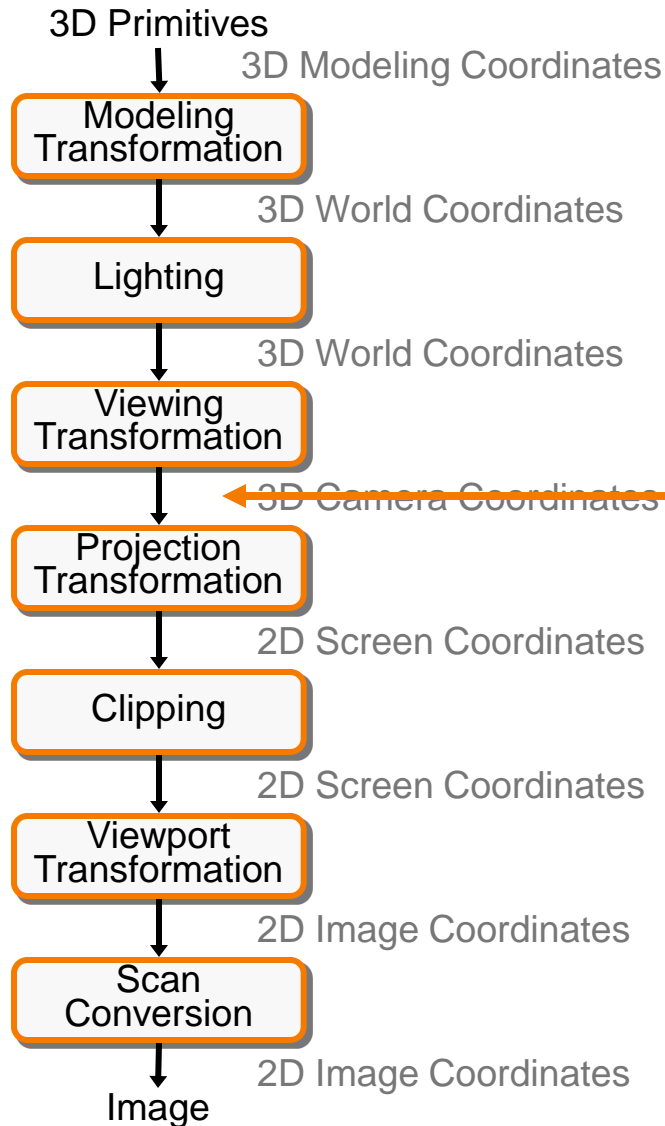 3D Primitives
3D Modeling Coordinates
Modeling
Transformation
3D World Coordinates
Lighting
3D World Coordinates
Viewing
Transformation
3D Camera Coordinates
Projection
Transformation
2D Screen Coordinates
Clipping
2D Screen Coordinates
Viewport
Transformation
2D Image Coordinates
Scan
Conversion
2D Image Coordinates
Image